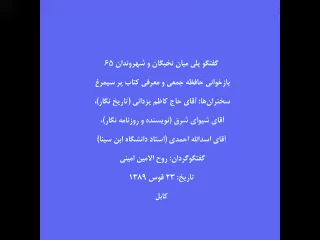 گفتگو پلی میان نخبگان و شهروندان ۶۵
بازخوانی حافظه جمعی و معرفی کتاب پر سیمرغ
سخنران‌ها: آقای حاج کاظم یزدانی (تاریخ نگار)،
آقای شیوای شرق (نویسنده و روزنامه نگار)،
آقای اسدالله احمدی (استاد دانشگاه ابن سینا)
گفتگوگردان: روح الامین امینی
تاریخ: ۲۳ قوس ۱۳۸۹
کابل